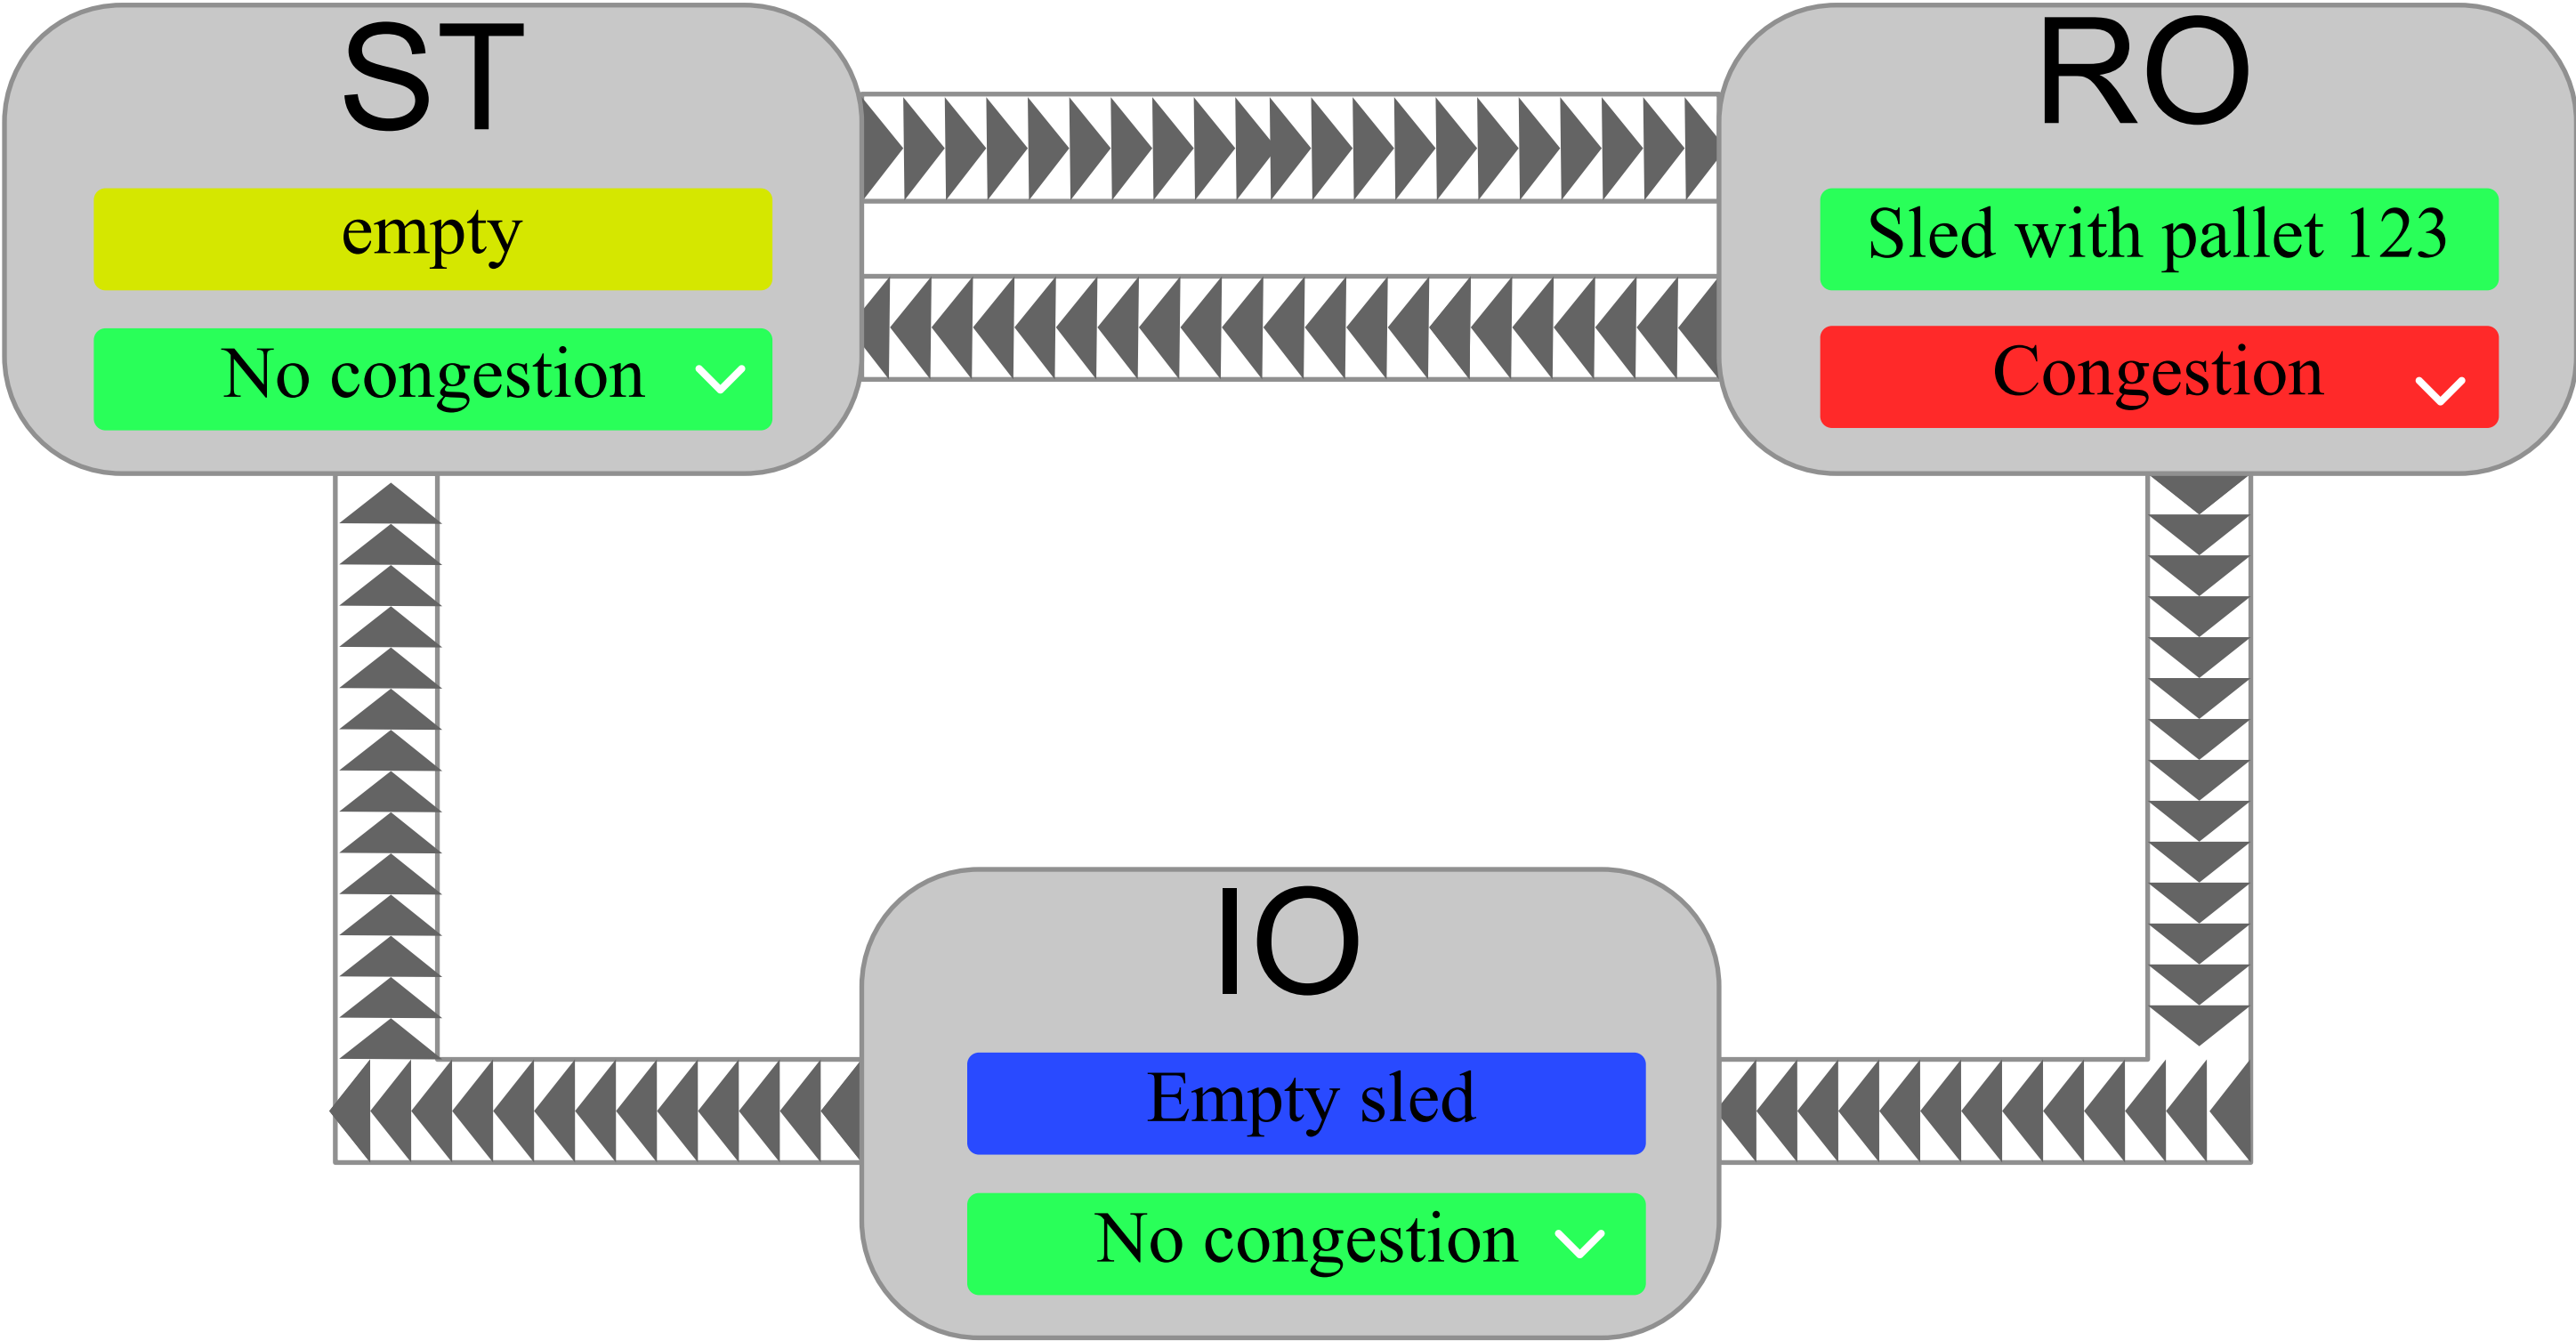 ST
empty
No congestion
RO
Sled with pallet 123
Congestion
IO
Empty sled
No congestion